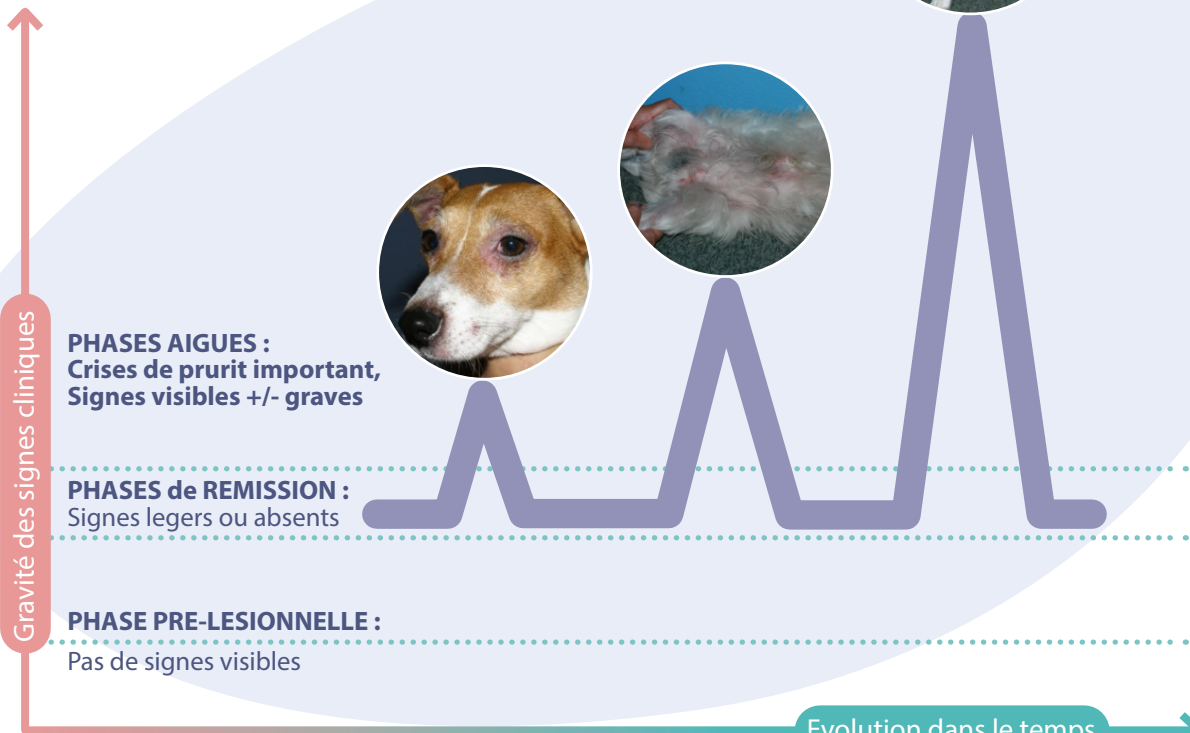 Gravité des signes cliniques
PHASES AIGUES :
Crises de prurit important,
Signes visibles +/- graves
PHASES de REMISSION :
Signes legers ou absents
PHASE PRE-LESIONNELLE :
Pas de signes visibles
Evolution dans le temps